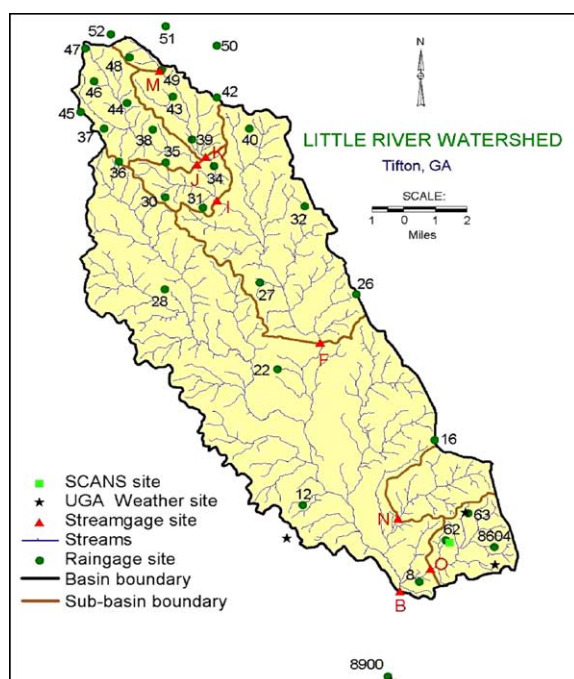 52
51
50
47
48
49
M
46
44
43
42
45
37
38
39
40
K
36
35
J
34
30
31
I
32
28
27
26
F
22
16
12
N
62
63
8604
8
O
B
8900
N
LITTLE RIVER WATERSHED
Tifton, GA
SCALE:
1 0 1 2
Miles
SCANS site
UGA Weather site
Streamgage site
Streams
Raingage site
Basin boundary
Sub-basin boundary